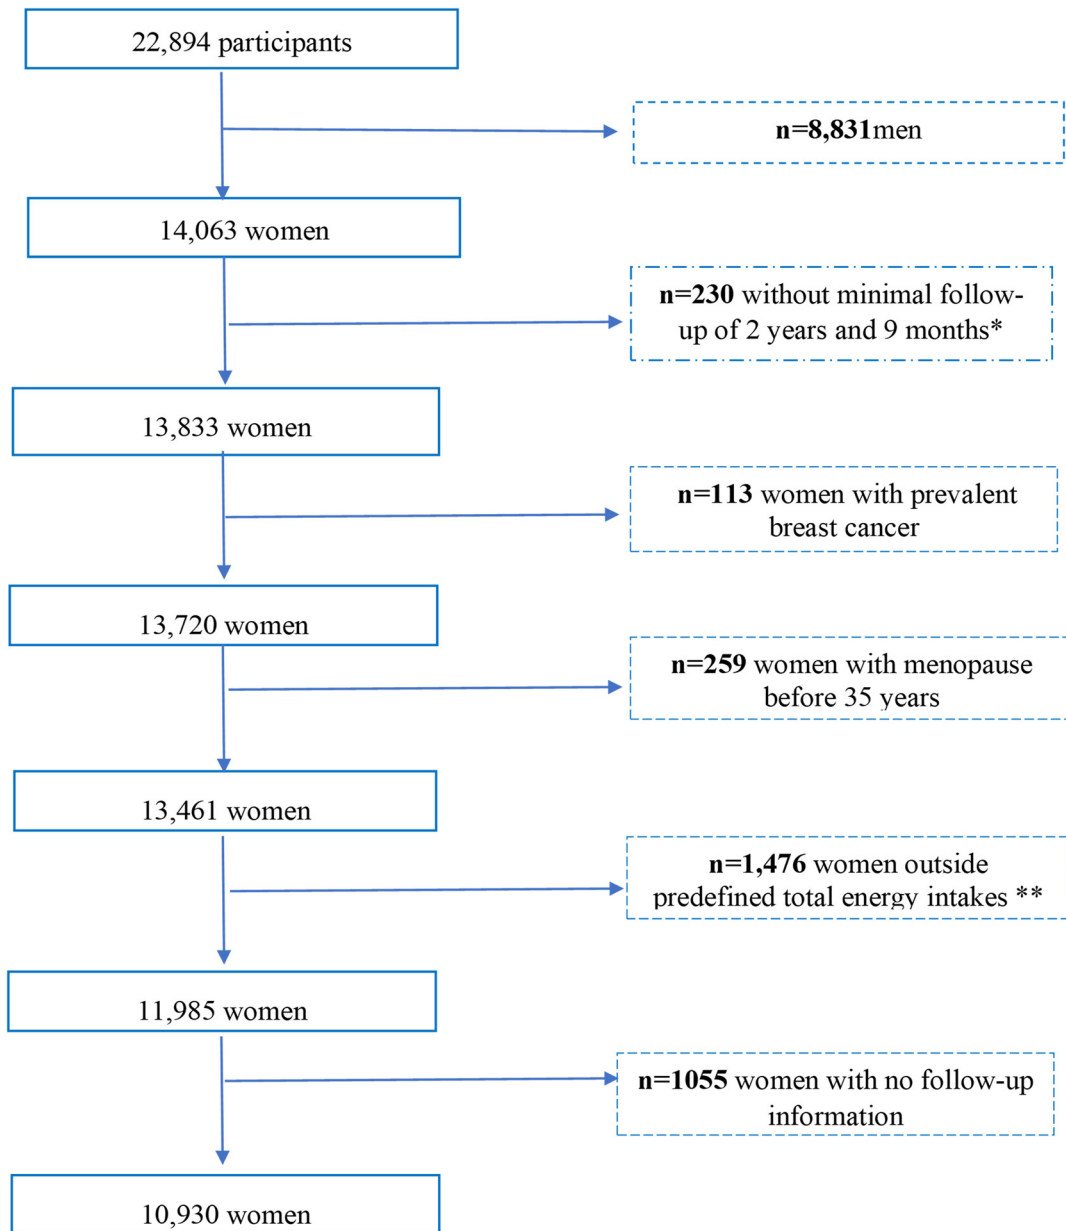 22,894 participants
n=8,831men
14,063 women
n=230 without minimal follow-
up of 2 years and 9 months*
13,833 women
n=113 women with prevalent
breast cancer
13,720 women
n=259 women with menopause
before 35 years
13,461 women
n=1,476 women outside
predefined total energy intakes **
11,985 women
n=1055 women with no follow-up
information
10,930 women